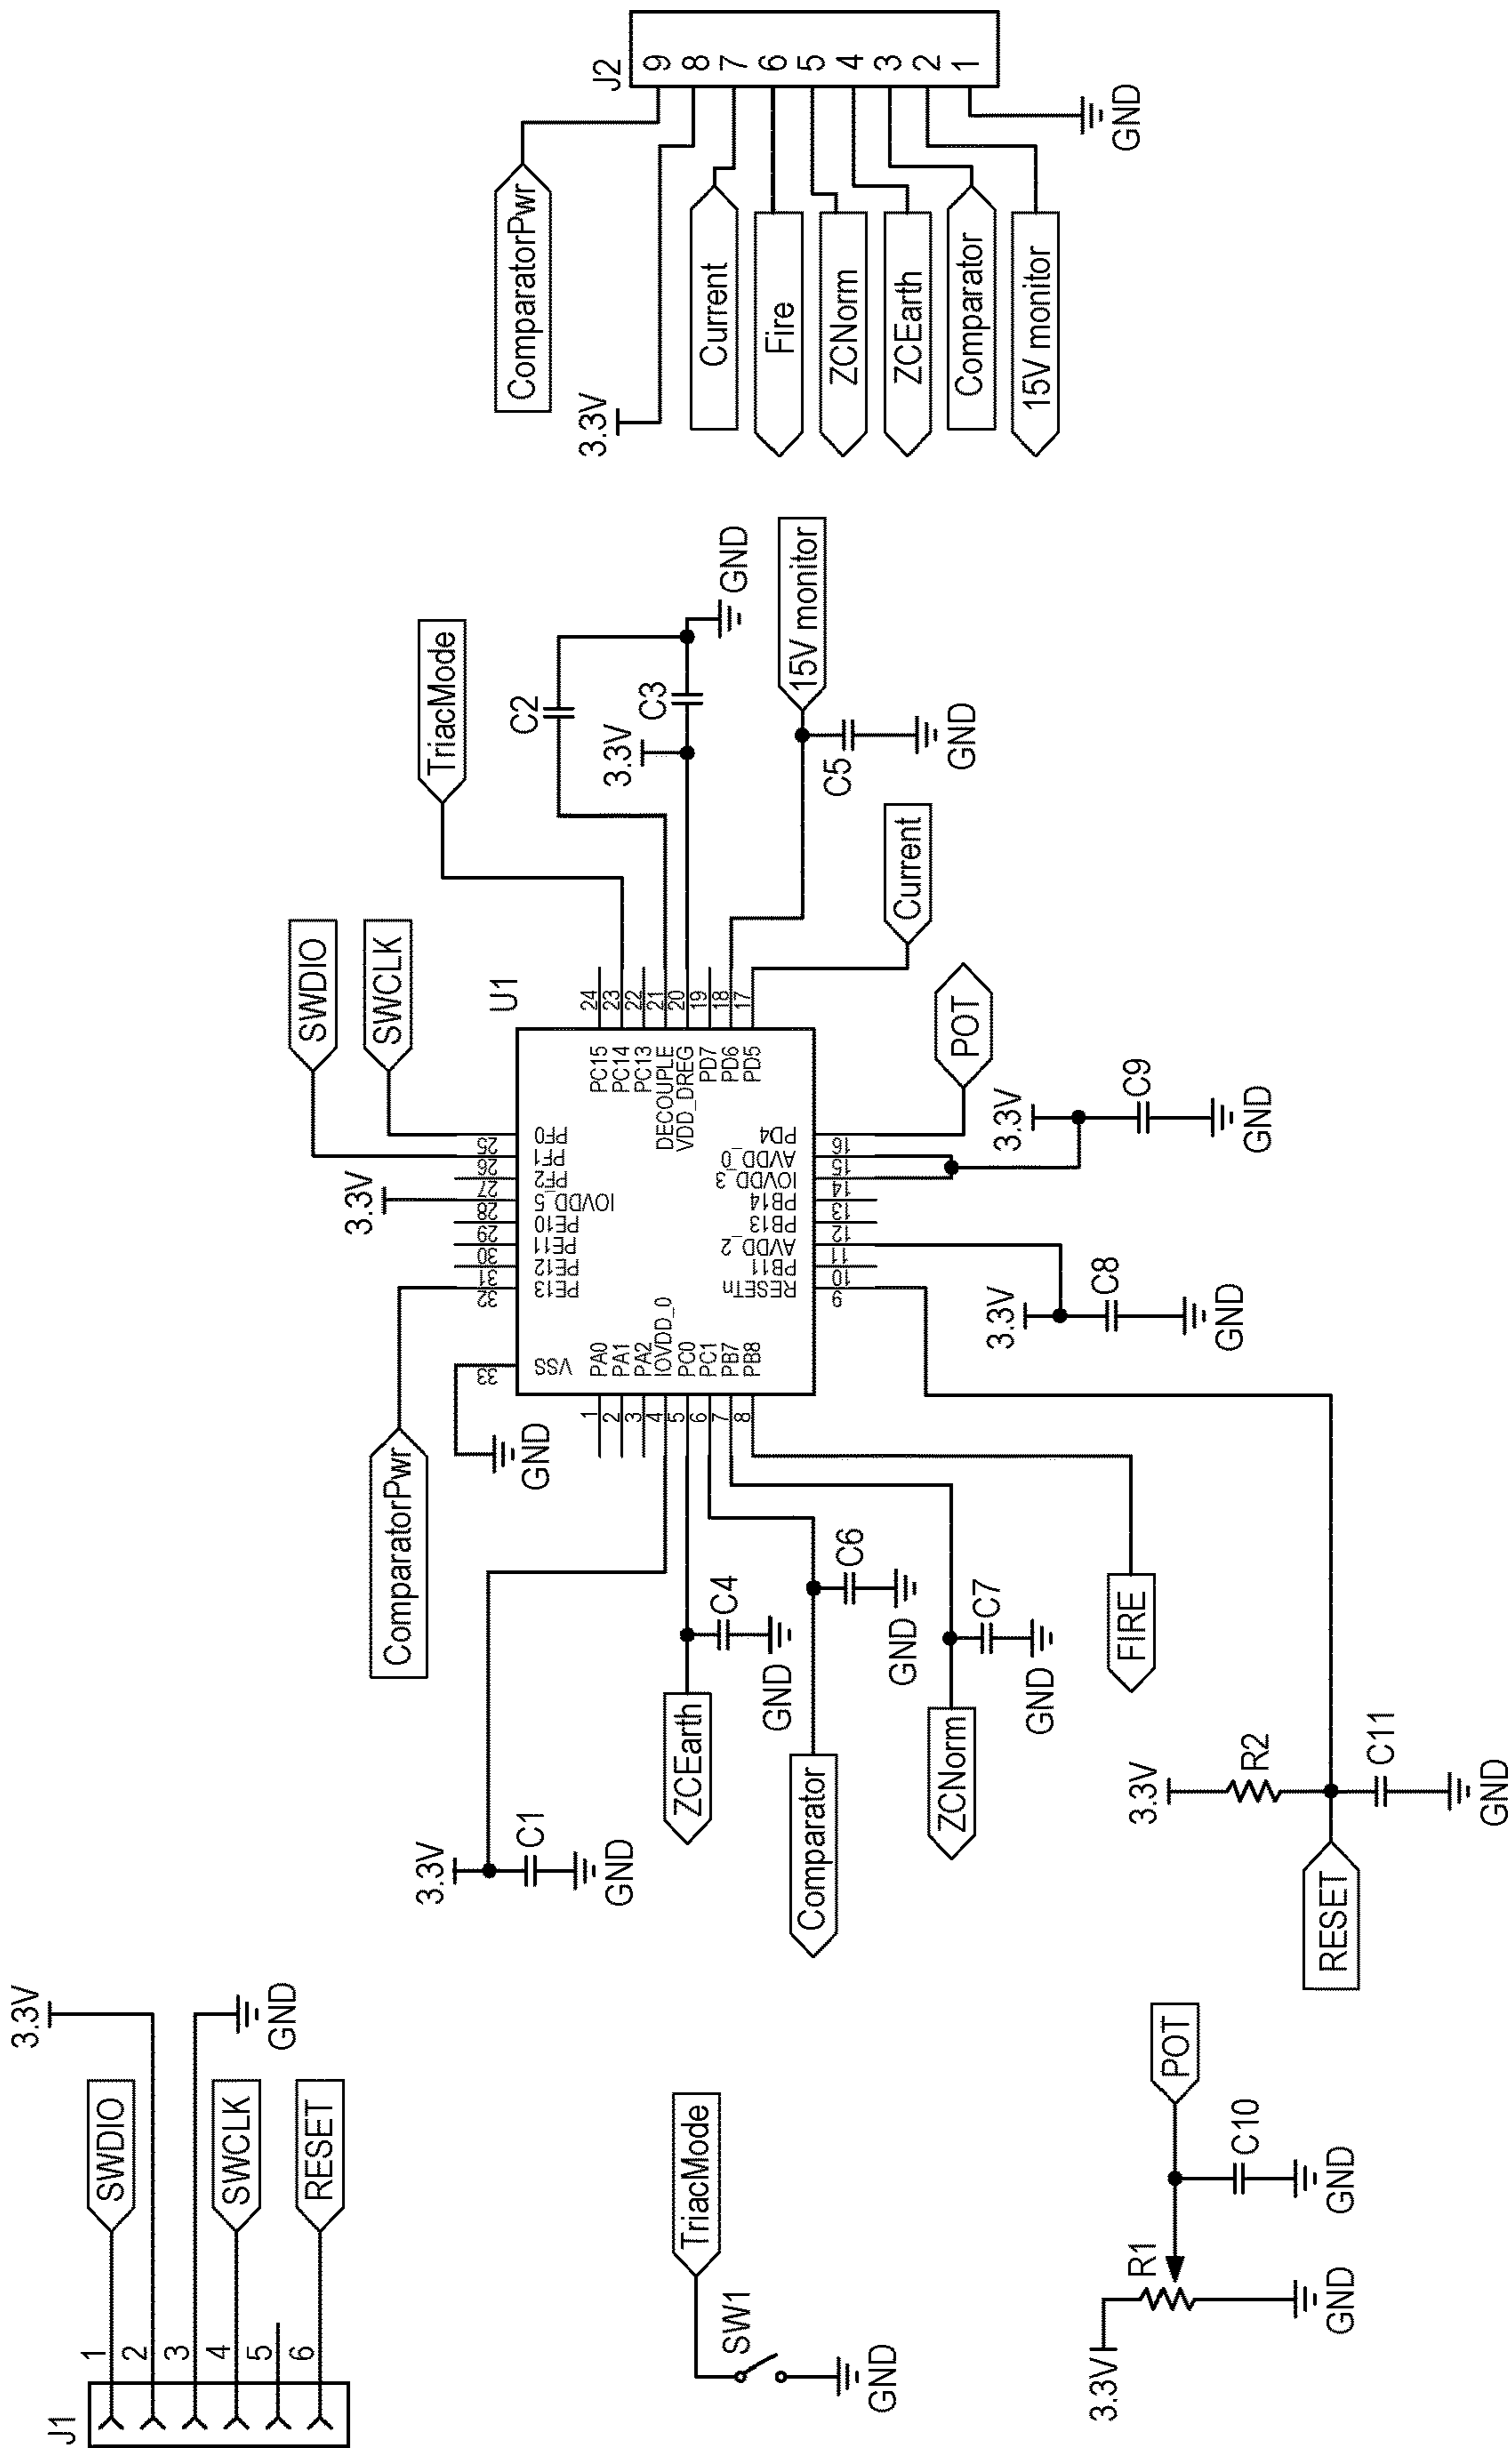 J1
1
SWDIO
2
3.3V
3
GND
4
SWCLK
5
6
RESET
TriacMode
SW1
GND
3.3V
R1
GND
POT
C10
GND
3.3V
C1
GND
ZCEarth
C4
GND
Comparator
C6
GND
ZCNorm
C7
GND
FIRE
3.3V
R2
RESET
C11
GND
ComparatorPwr
GND
3.3V
SWDIO
SWCLK
U1
33
32
31
30
29
28
27
26
25
VSS
PE13
PE12
PE11
PE10
IOVDD_5
PF2
PF1
PF0
1 PA0
2 PA1
3 PA2
4 IOVDD_0
5 PC0
6 PC1
7 PB7
8 PB8
PC15 24
PC14 23
PC13 22
DECOUPLE 21
VDD_DREG 20
PD7 19
PD6 18
PD5 17
RESETn
PB11
AVDD_2
PB13
PB14
IOVDD_3
AVDD_0
PD4
9
10
11
12
13
14
15
16
3.3V
C8
GND
3.3V
C9
GND
POT
TriacMode
C2
3.3V
C3
GND
15V monitor
C5
GND
Current
J2
ComparatorPwr
9
3.3V
8
Current
7
Fire
6
ZCNorm
5
ZCEarth
4
Comparator
3
15V monitor
2
1
GND